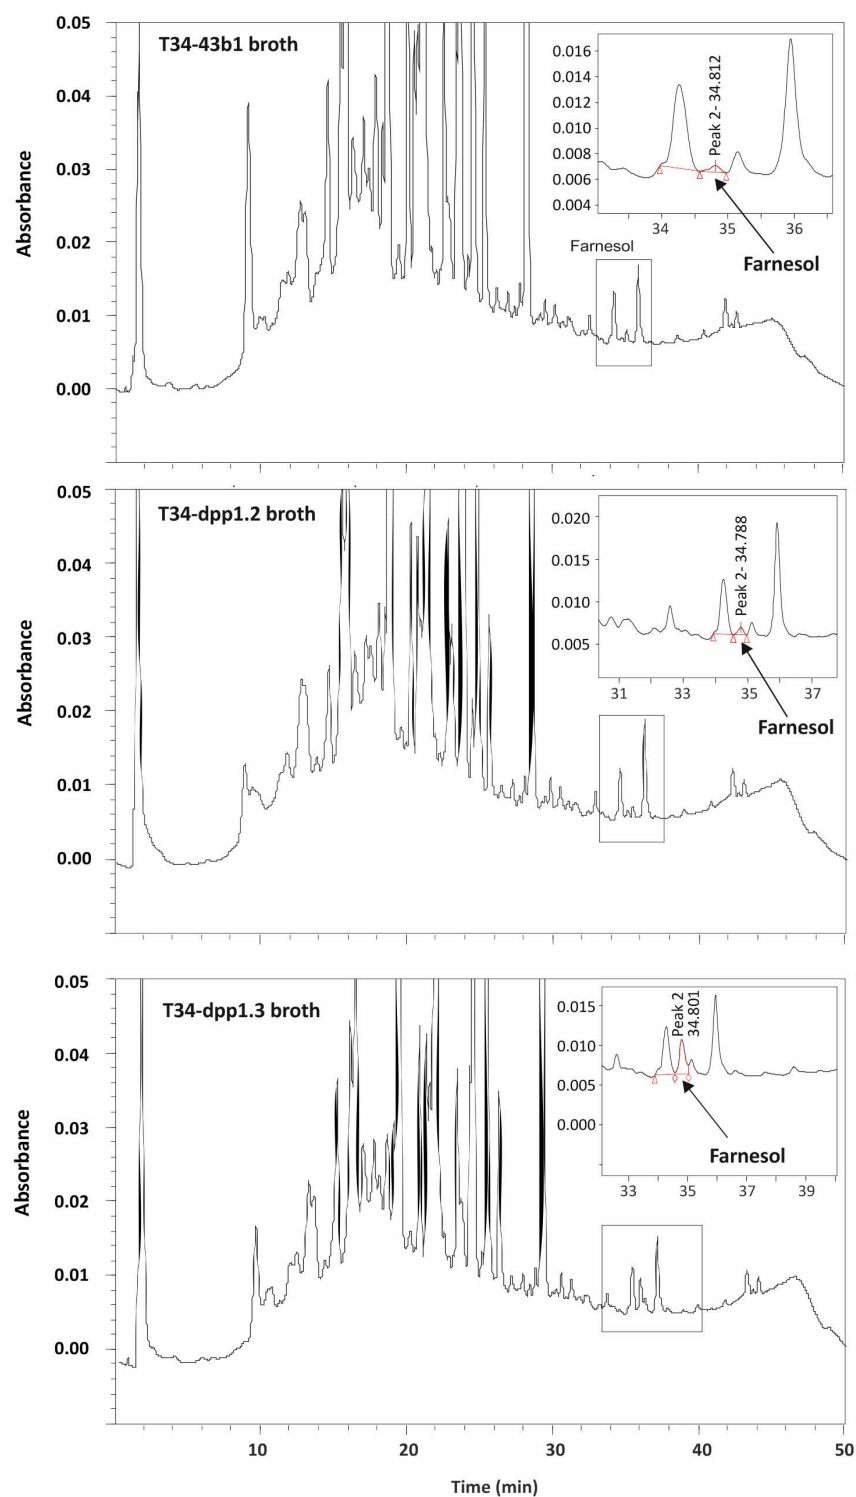 T34-43b1 broth
Absorbance
0.05
0.04
0.03
0.02
0.01
0.00
0.016
0.014
0.012
0.010
0.008
0.006
0.004
Peak 2- 34.812
34 35 36
Farnesol
Farnesol
T34-dpp1.2 broth
Absorbance
0.05
0.04
0.03
0.02
0.01
0.00
0.020
0.015
0.010
0.005
Peak 2- 34.788
31 33 35 37
Farnesol
T34-dpp1.3 broth
Absorbance
0.05
0.04
0.03
0.02
0.01
0.00
0.015
0.010
0.005
0.000
Peak 2
34.801
33 35 37 39
Farnesol
10 20 30 40 50
Time (min)